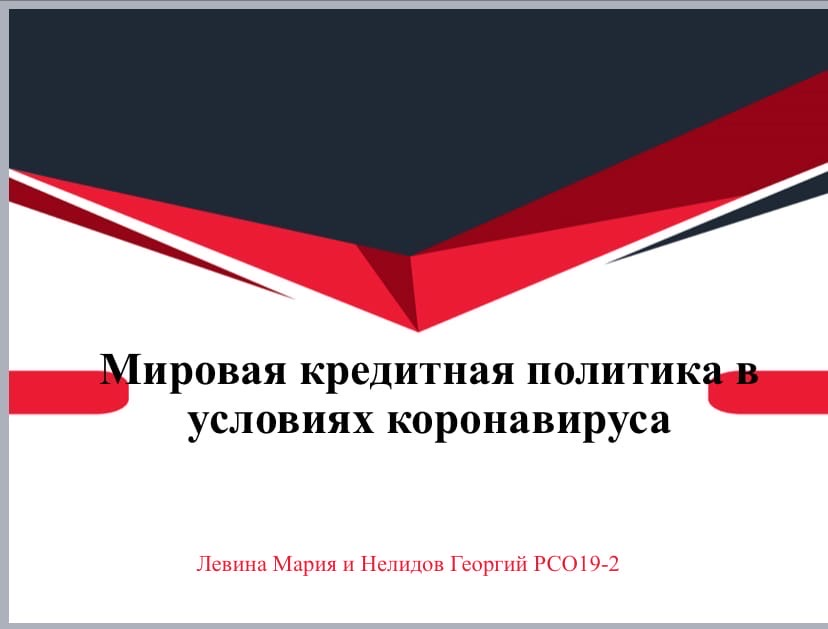 Мировая кредитная политика в
условиях коронавируса
Левина Мария и Нелидов Георгий РСО19-2